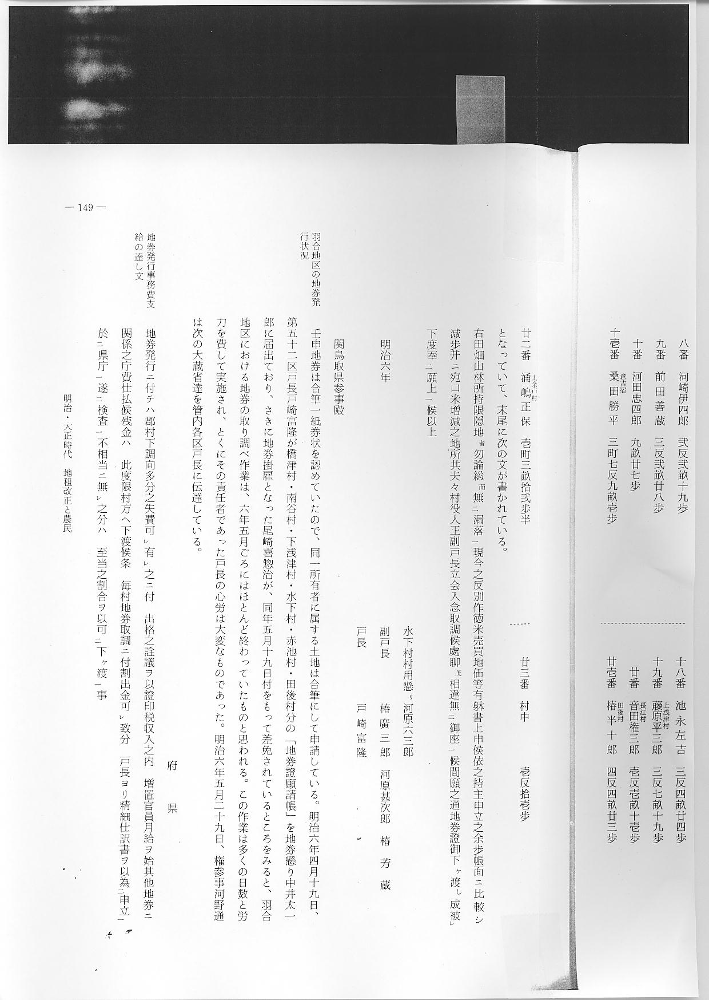 八番　河崎伊四郎　弐反弐畝十九歩
九番　前田善蔵　三反弐畝廿八歩
十番　河田忠四郎　九畝廿七歩
倉吉宿
十壱番　桑田勝平　三町七反九畝壱歩
十八番　池永左吉　三反四畝廿四歩
上浅津村
十九番　藤原平三郎　三反七畝十九歩
長江村
廿番　音田権三郎　壱反壱畝十壱歩
田後村
廿壱番　椿半十郎　四反四畝廿三歩
上余戸村
廿二番　涌嶋正保　壱町三畝拾弐歩半
廿三番　村中　壱反拾壱歩
となっていて、末尾に次の文が書かれている。
右田畑山林所持限隠地者勿論総而無ニ漏落一現今之反別作徳米売買地価等有躰書上申候依之持主申立之余歩帳面ニ比較シ
減歩并ニ宛口米増減之地所共夫々村役人正副戸長立会入念取調候處聊茂相違無ニ御座一候間願之通地券證御下ヶ渡し成被レ
下度奉ニ願上一候以上
水下村村用懸リ　河原六三郎
明治六年　副戸長　椿廣三郎　河原甚次郎　椿芳蔵
戸長　戸崎富隆
関鳥取県参事殿
羽合地区の地券発
行状況
壬申地券は合筆一紙券状を認めていたので、同一所有者に属する土地は合筆にして申請している。明治六年四月十九日、
第五十二区戸長戸崎富隆が橋津村・南谷村・下浅津村・水下村・赤池村・田後村分の「地券證願請帳」を地券懸り中井太一
郎に届出ており、さきに地券掛雇となった尾崎喜惣治が、同年五月十九日付をもって差免されているところをみると、羽合
地区における地券の取り調べ作業は、六年五月ごろにはほとんど終わっていたものと思われる。この作業は多くの日数と労
力を費して実施され、とくにその責任者であった戸長の心労は大変なものであった。明治六年五月二十九日、権参事河野通
は次の大蔵省達を管内各区戸長に伝達している。
府　県
地券発行事務費支
給の達し文
地券発行ニ付テハ郡村下調向多分之失費可レ有レ之ニ付　出格之詮議ヲ以證印税収入之内　増置官員月給ヲ始其他地券ニ
関係之庁費仕払候残金ハ　此度限村方へ下渡候条　毎村地券取調ニ付割出金可レ致分　戸長ヨリ精細仕訳書ヲ以為ニ申立一
於ニ県庁一遂ニ検査一不相当ニ無レ之分ハ　至当之割合ヲ以可ニ下ヶ渡一事
明治・大正時代　地租改正と農民
— 149 —